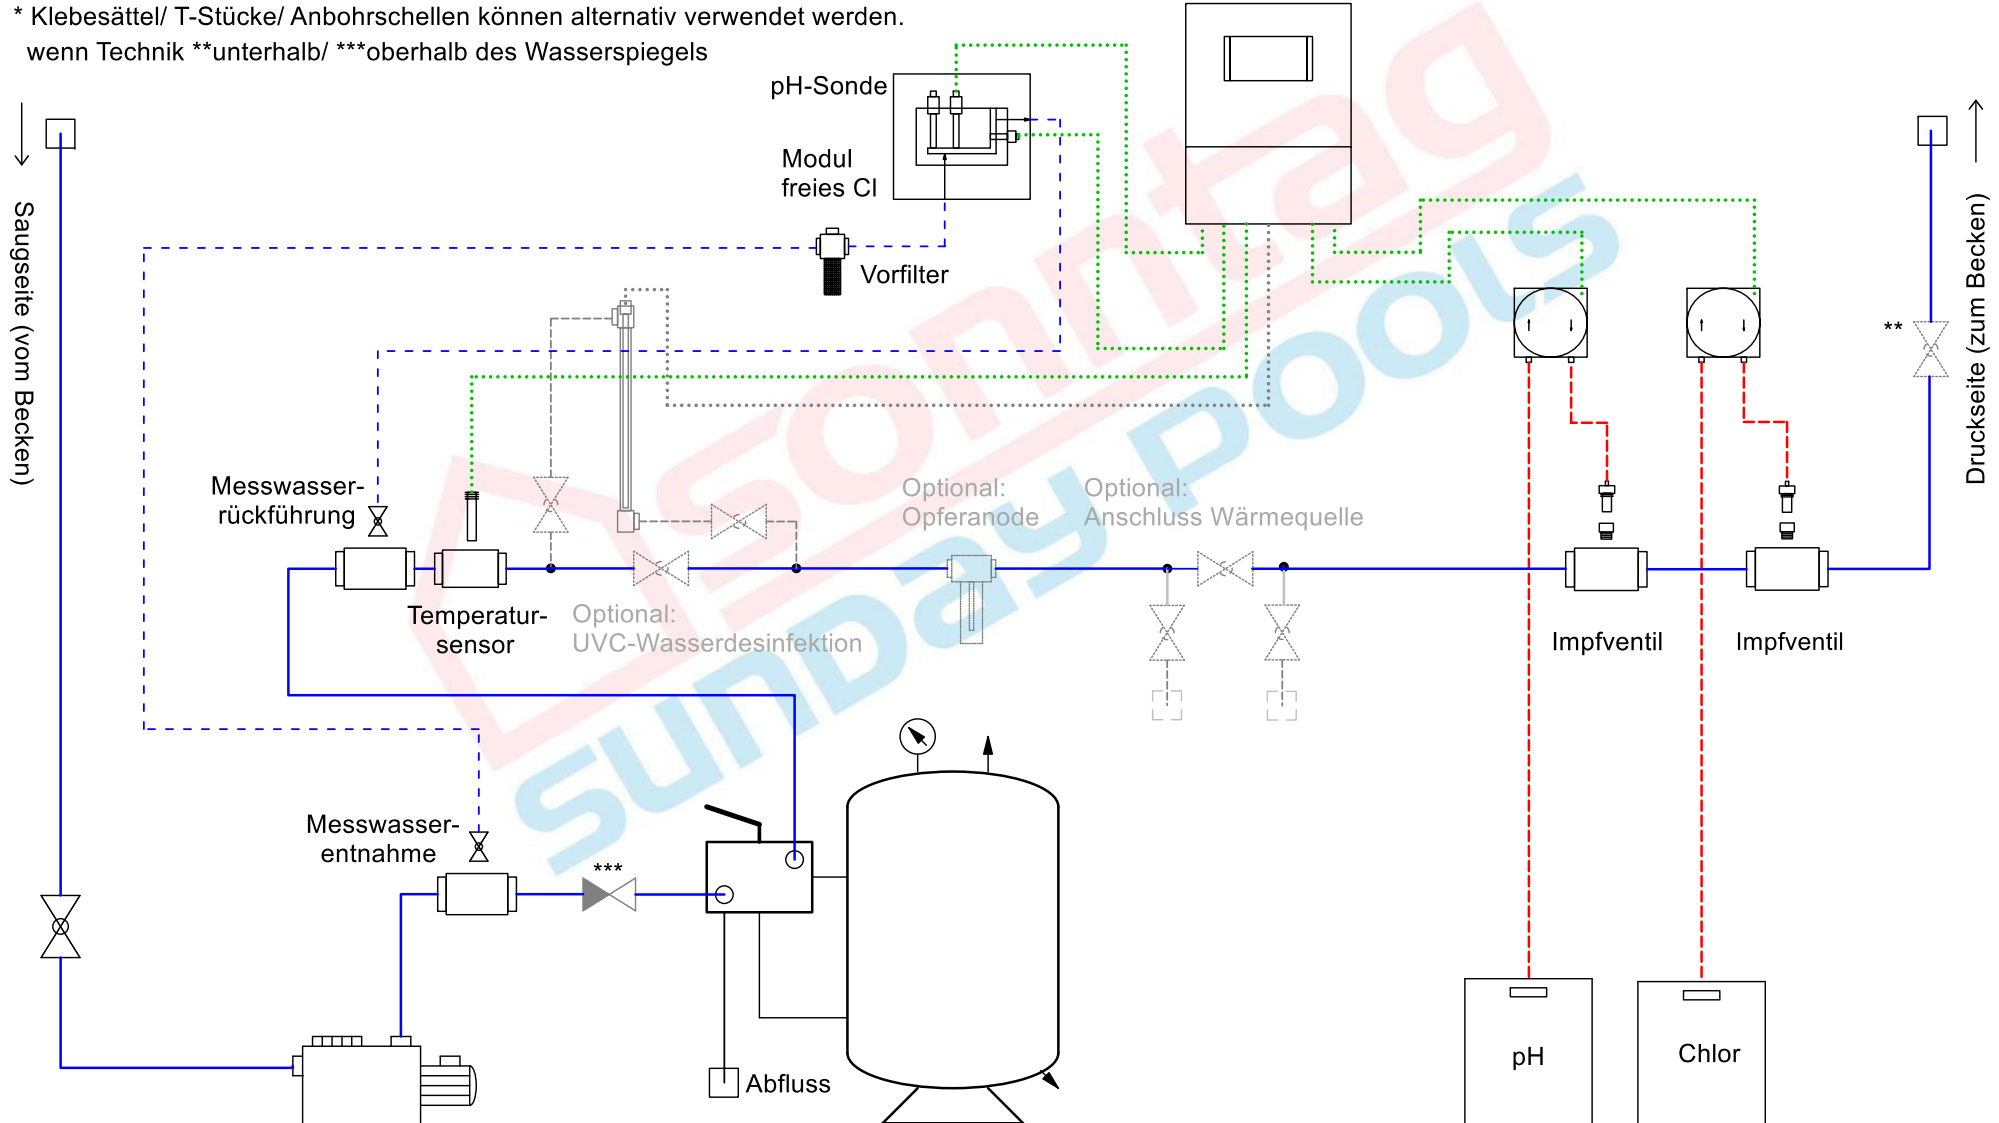 * Klebesättel/ T-Stücke/ Anbohrschellen können alternativ verwendet werden.
wenn Technik **unterhalb/ ***oberhalb des Wasserspiegels
pH-Sonde
Modul
freies Cl
Vorfilter
Saugseite (vom Becken)
Druckseite (zum Becken)
**
Messwasser-
rückführung
Temperatur-
sensor
Optional:
UVC-Wasserdesinfektion
Optional:
Opferanode
Optional:
Anschluss Wärmequelle
Impfventil
Impfventil
Messwasser-
entnahme
***
Abfluss
pH
Chlor
sonntag
sunday pools